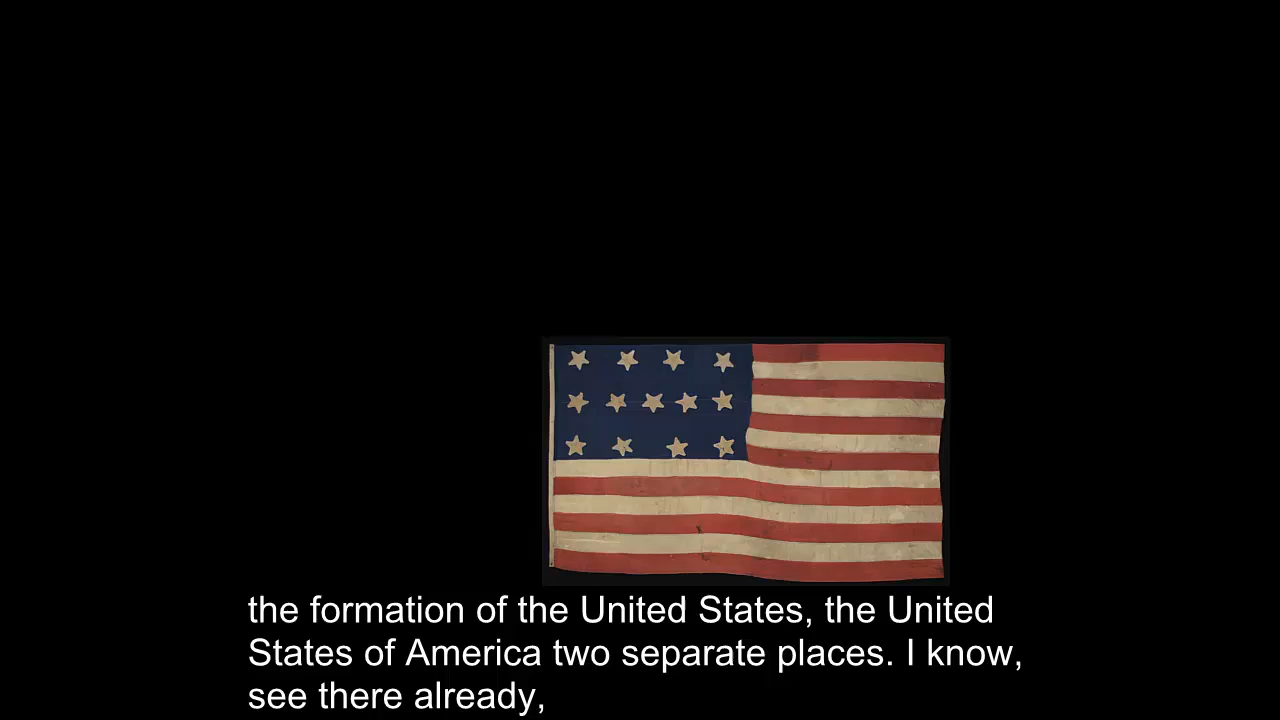 the formation of the United States, the United
States of America two separate places. I know,
see there already,